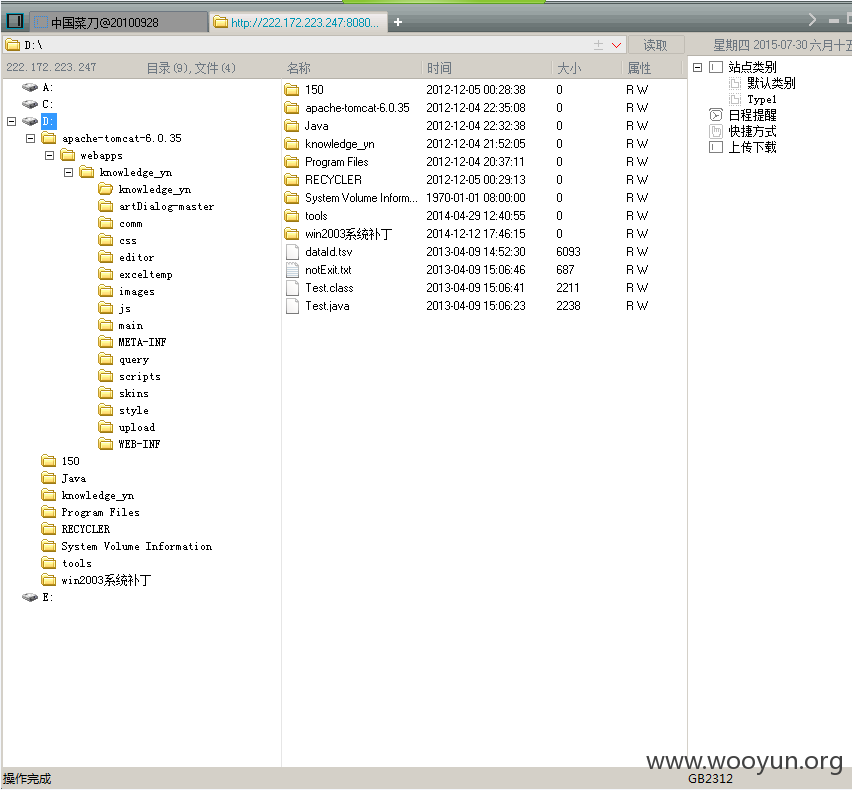 中国菜刀@20100928 http://222.172.223.247:8080... +
D:\ 读取 星期四 2015-07-30 六月十五
222.172.223.247 目录(9),文件(4) 名称 时间 大小 属性
A:
C:
D:
apache-tomcat-6.0.35
webapps
knowledge_yn
knowledge_yn
artDialog-master
comm
css
editor
exceltemp
images
js
main
META-INF
query
scripts
skins
style
upload
WEB-INF
150
Java
knowledge_yn
Program Files
RECYCLER
System Volume Information
tools
win2003系统补丁
E:
150 2012-12-05 00:28:38 0 R W
apache-tomcat-6.0.35 2012-12-04 22:35:08 0 R W
Java 2012-12-04 22:32:38 0 R W
knowledge_yn 2012-12-04 21:52:05 0 R W
Program Files 2012-12-04 20:37:11 0 R W
RECYCLER 2012-12-05 00:29:13 0 R W
System Volume Inform... 1970-01-01 08:00:00 0 R W
tools 2014-04-29 12:40:55 0 R W
win2003系统补丁 2014-12-12 17:46:15 0 R W
dataId.tsv 2013-04-09 14:52:30 6093 R W
notExit.txt 2013-04-09 15:06:46 687 R W
Test.class 2013-04-09 15:06:41 2211 R W
Test.java 2013-04-09 15:06:23 2238 R W
站点类别
默认类别
Type1
日程提醒
快捷方式
上传下载
www.wooyun.org
操作完成 GB2312